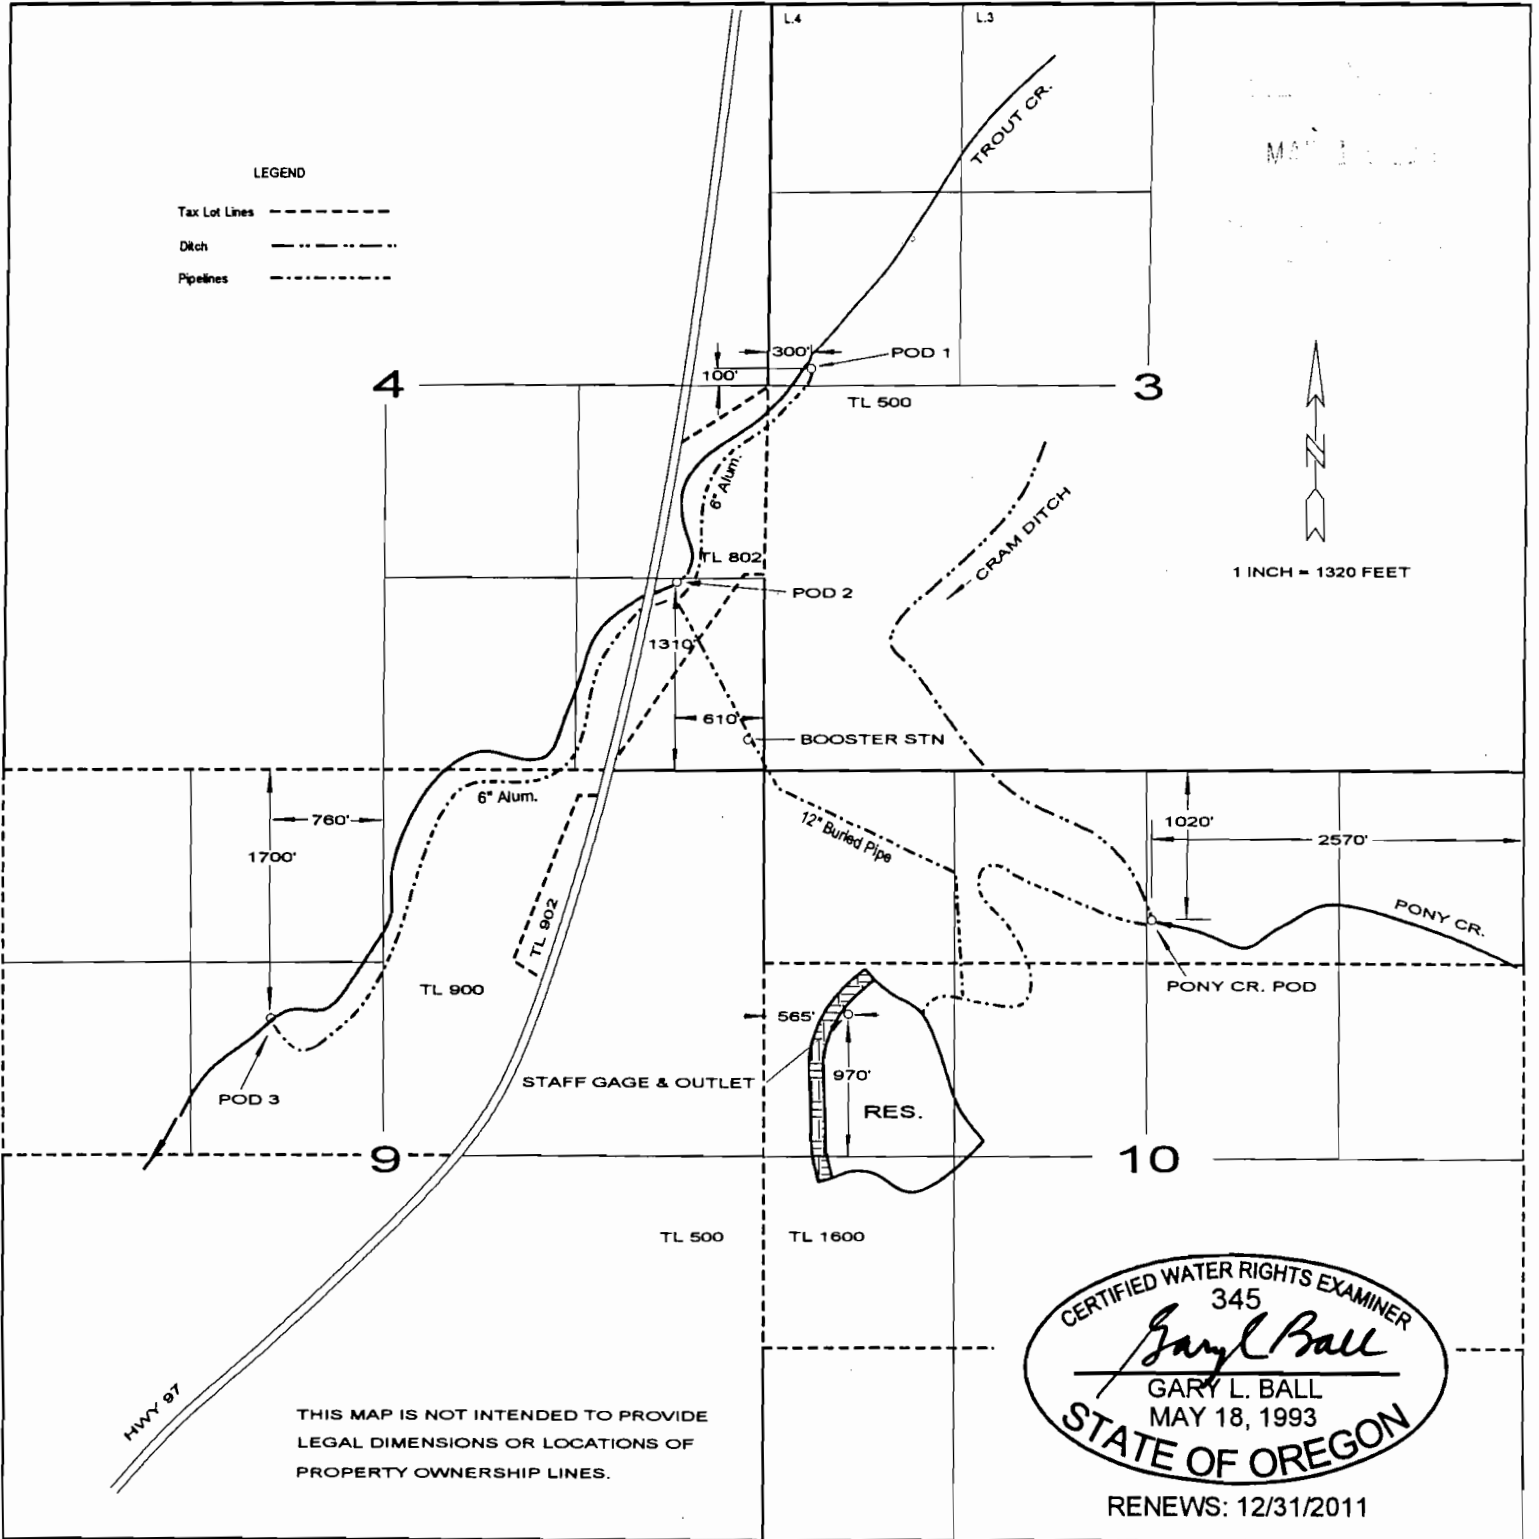 L.4
L.3
TROUT CR.
LEGEND
Tax Lot Lines
Ditch
Pipelines
300'
POD 1
100'
4
3
TL 500
6" Alum.
CRAM DITCH
N
TL 802
1 INCH = 1320 FEET
POD 2
1310'
610'
BOOSTER STN
6" Alum.
760'
12" Buried Pipe
1020'
2570'
1700'
TL 902
PONY CR.
TL 900
PONY CR. POD
565'
STAFF GAGE & OUTLET
970'
POD 3
RES.
9
10
TL 500
TL 1600
CERTIFIED WATER RIGHTS EXAMINER
345
Gary L Ball
GARY L. BALL
MAY 18, 1993
STATE OF OREGON
RENEWS: 12/31/2011
HWY 97
THIS MAP IS NOT INTENDED TO PROVIDE
LEGAL DIMENSIONS OR LOCATIONS OF
PROPERTY OWNERSHIP LINES.